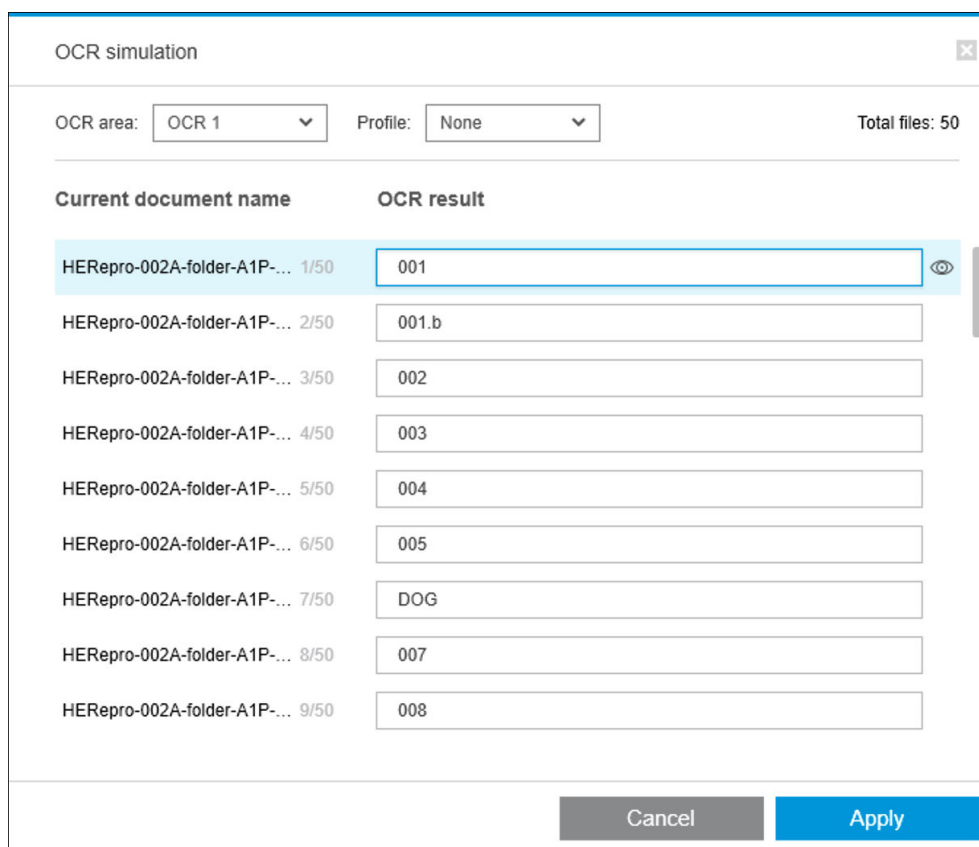 OCR simulation
OCR area: OCR 1 Profile: None Total files: 50
Current document name OCR result
HERepro-002A-folder-A1P-... 1/50 001
HERepro-002A-folder-A1P-... 2/50 001.b
HERepro-002A-folder-A1P-... 3/50 002
HERepro-002A-folder-A1P-... 4/50 003
HERepro-002A-folder-A1P-... 5/50 004
HERepro-002A-folder-A1P-... 6/50 005
HERepro-002A-folder-A1P-... 7/50 DOG
HERepro-002A-folder-A1P-... 8/50 007
HERepro-002A-folder-A1P-... 9/50 008
Cancel Apply